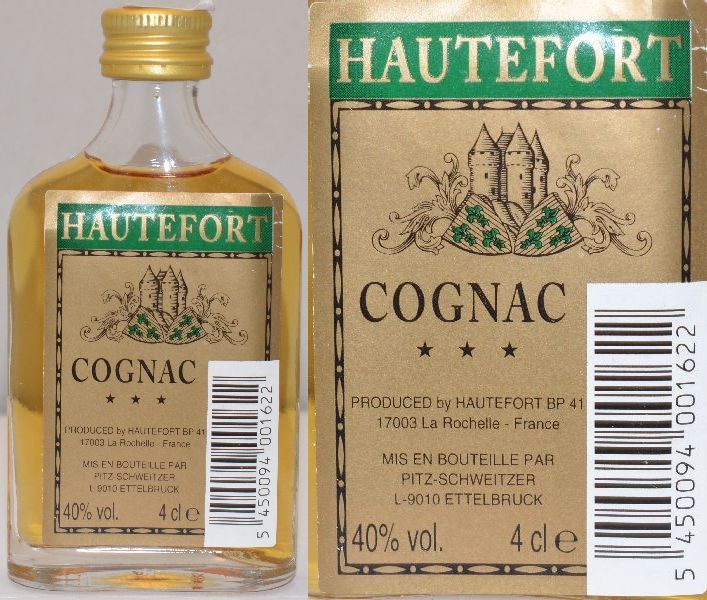 HAUTEFORT
COGNAC
★ ★ ★
PRODUCED by HAUTEFORT BP 41
17003 La Rochelle - France
MIS EN BOUTEILLE PAR
PITZ-SCHWEITZER
L-9010 ETTELBRUCK
40% vol. 4 cl e
5 450094 001622
HAUTEFORT
COGNAC
★ ★ ★
PRODUCED by HAUTEFORT BP 41
17003 La Rochelle - France
MIS EN BOUTEILLE PAR
PITZ-SCHWEITZER
L-9010 ETTELBRUCK
40% vol. 4 cl e
5 450094 001622